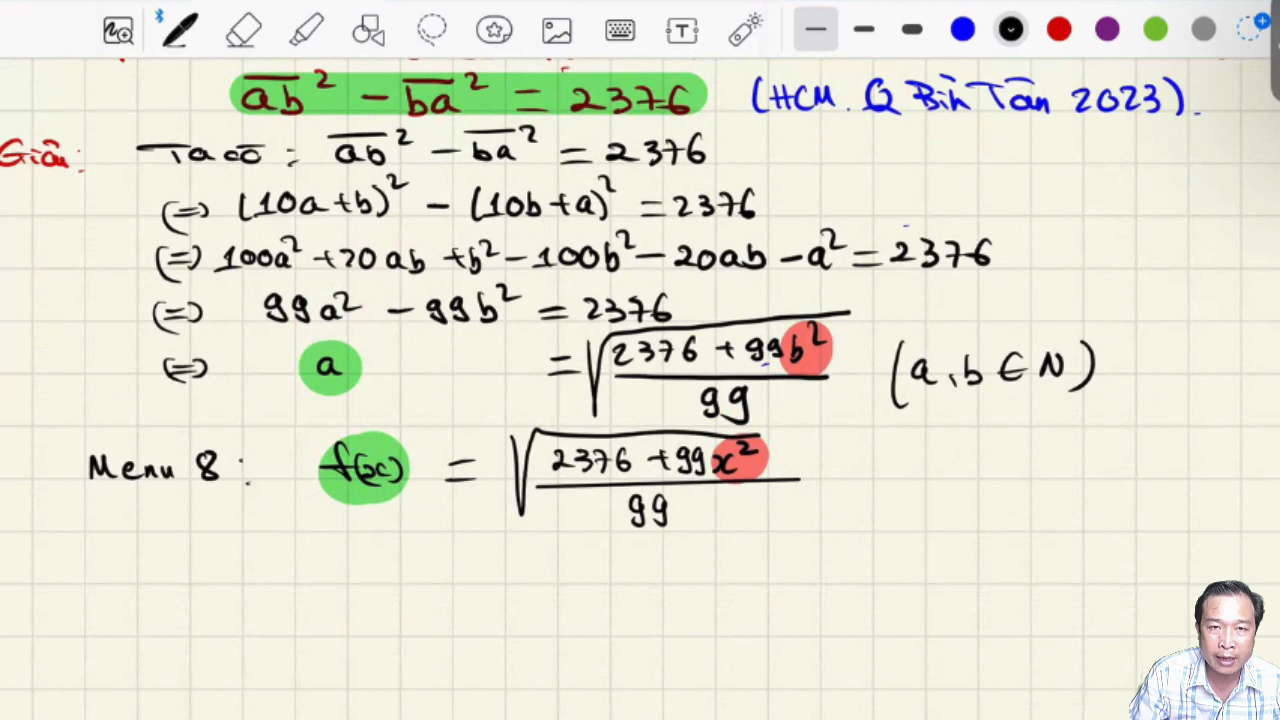 ab² – ba² = 2376 (HCM. Q Bìh Tân 2023).
Giải: Ta có : ab² – ba² = 2376
(=) (10a+b)² – (10b+a)² = 2376
(=) 100a² + 20ab + b² – 100b² – 20ab – a² = 2376
(=) 99a² – 99b² = 2376
(=) a = √((2376 + 99b²)/99) (a, b ∈ N)
Menu 8 : f(x) = √((2376 + 99x²)/99)